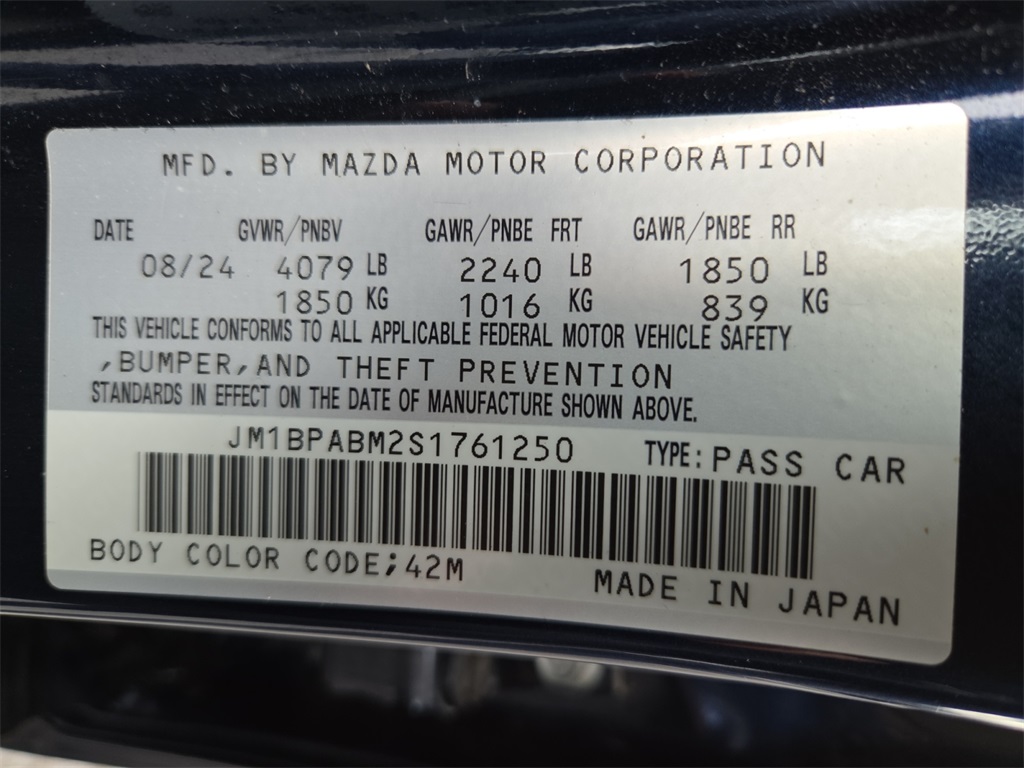 MFD. BY MAZDA MOTOR CORPORATION
DATE GVWR/PNBV GAWR/PNBE FRT GAWR/PNBE RR
08/24 4079 LB 2240 LB 1850 LB
1850 KG 1016 KG 839 KG
THIS VEHICLE CONFORMS TO ALL APPLICABLE FEDERAL MOTOR VEHICLE SAFETY
,BUMPER,AND THEFT PREVENTION
STANDARDS IN EFFECT ON THE DATE OF MANUFACTURE SHOWN ABOVE.
JM1BPABM2S1761250 TYPE:PASS CAR
BODY COLOR CODE;42M
MADE IN JAPAN